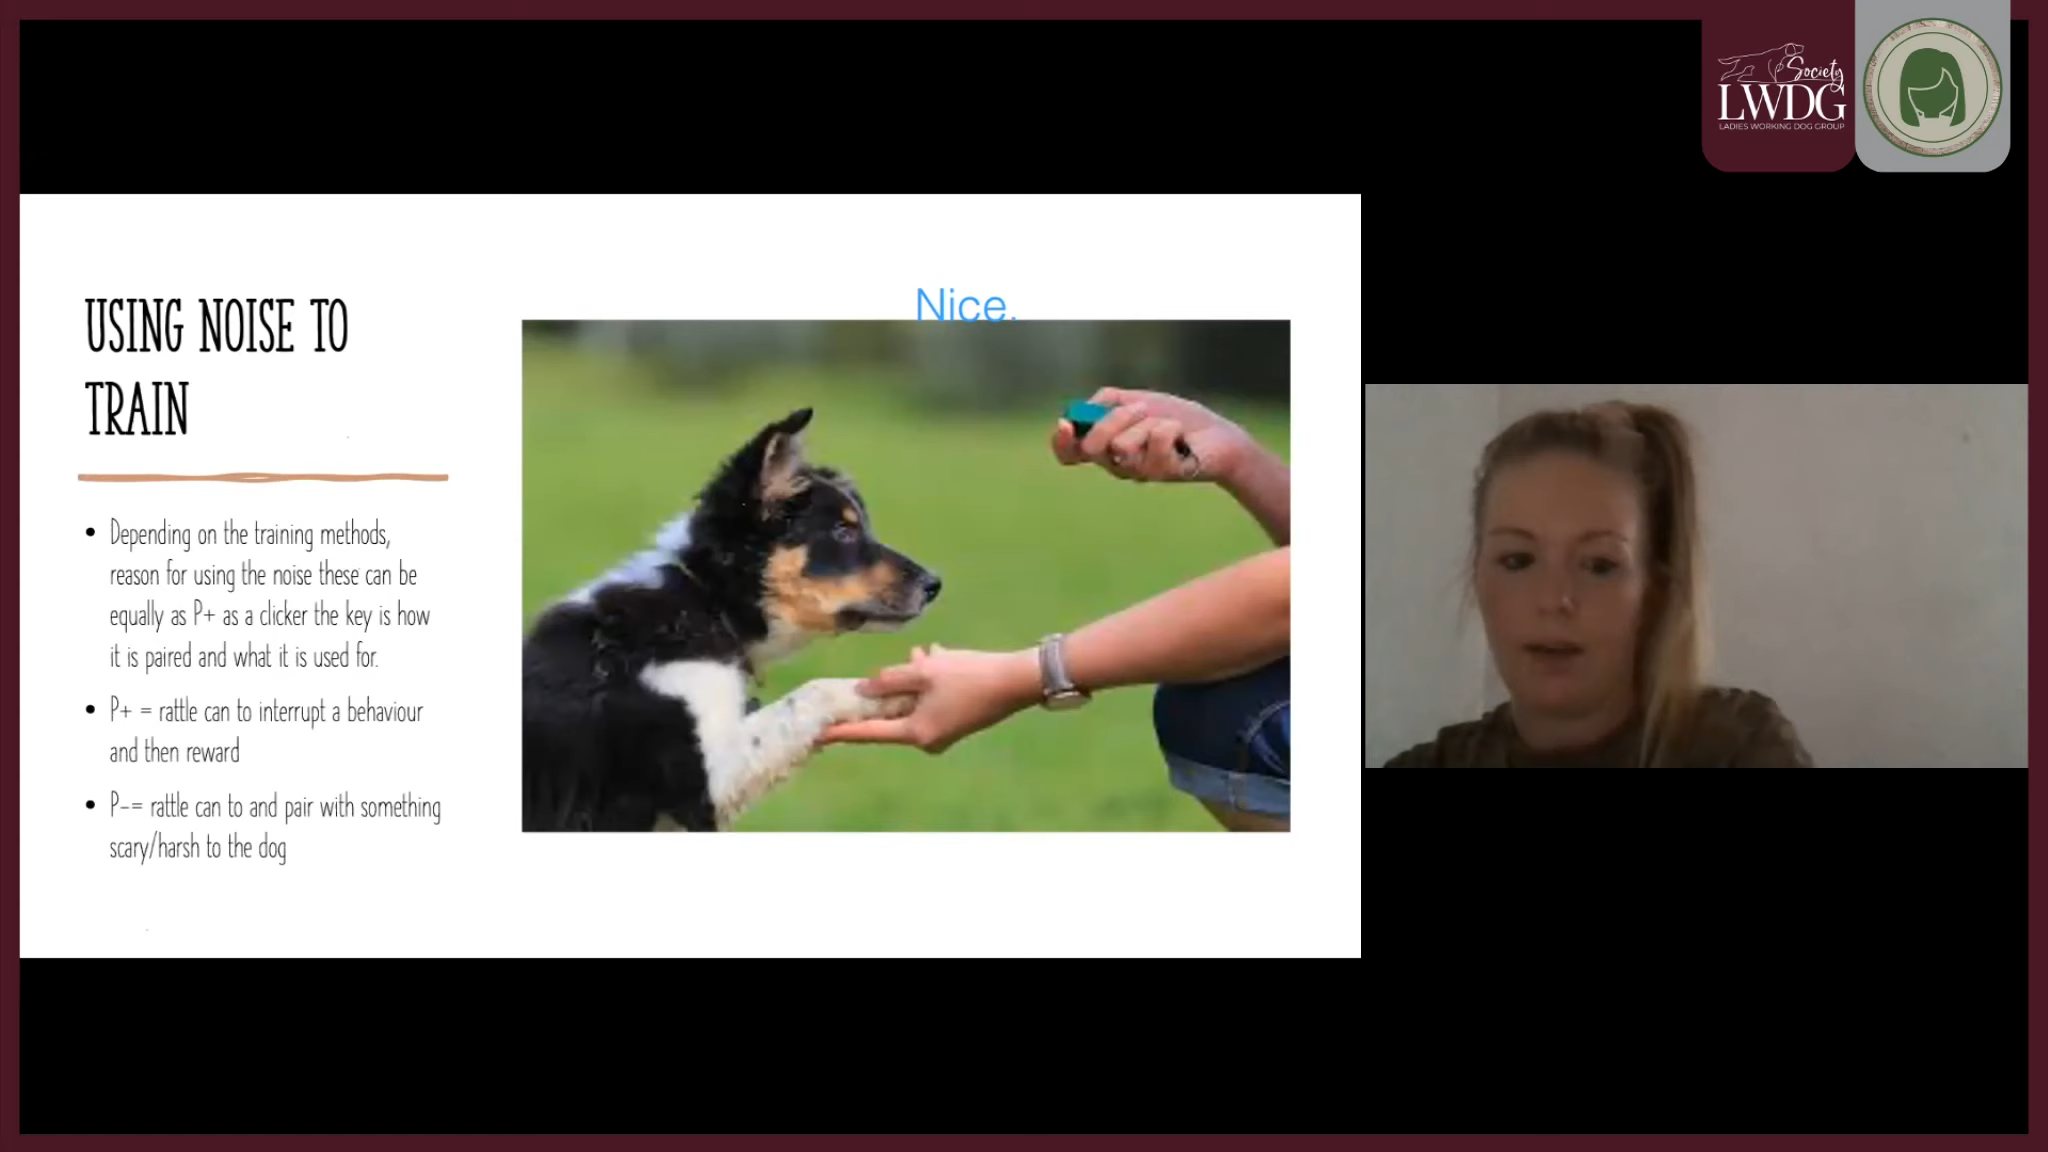 Society
LWDG
LADIES WORKING DOG GROUP
Nice.
USING NOISE TO
TRAIN
• Depending on the training methods,
reason for using the noise these can be
equally as P+ as a clicker the key is how
it is paired and what it is used for.
• P+ = rattle can to interrupt a behaviour
and then reward
• P-= rattle can to and pair with something
scary/harsh to the dog